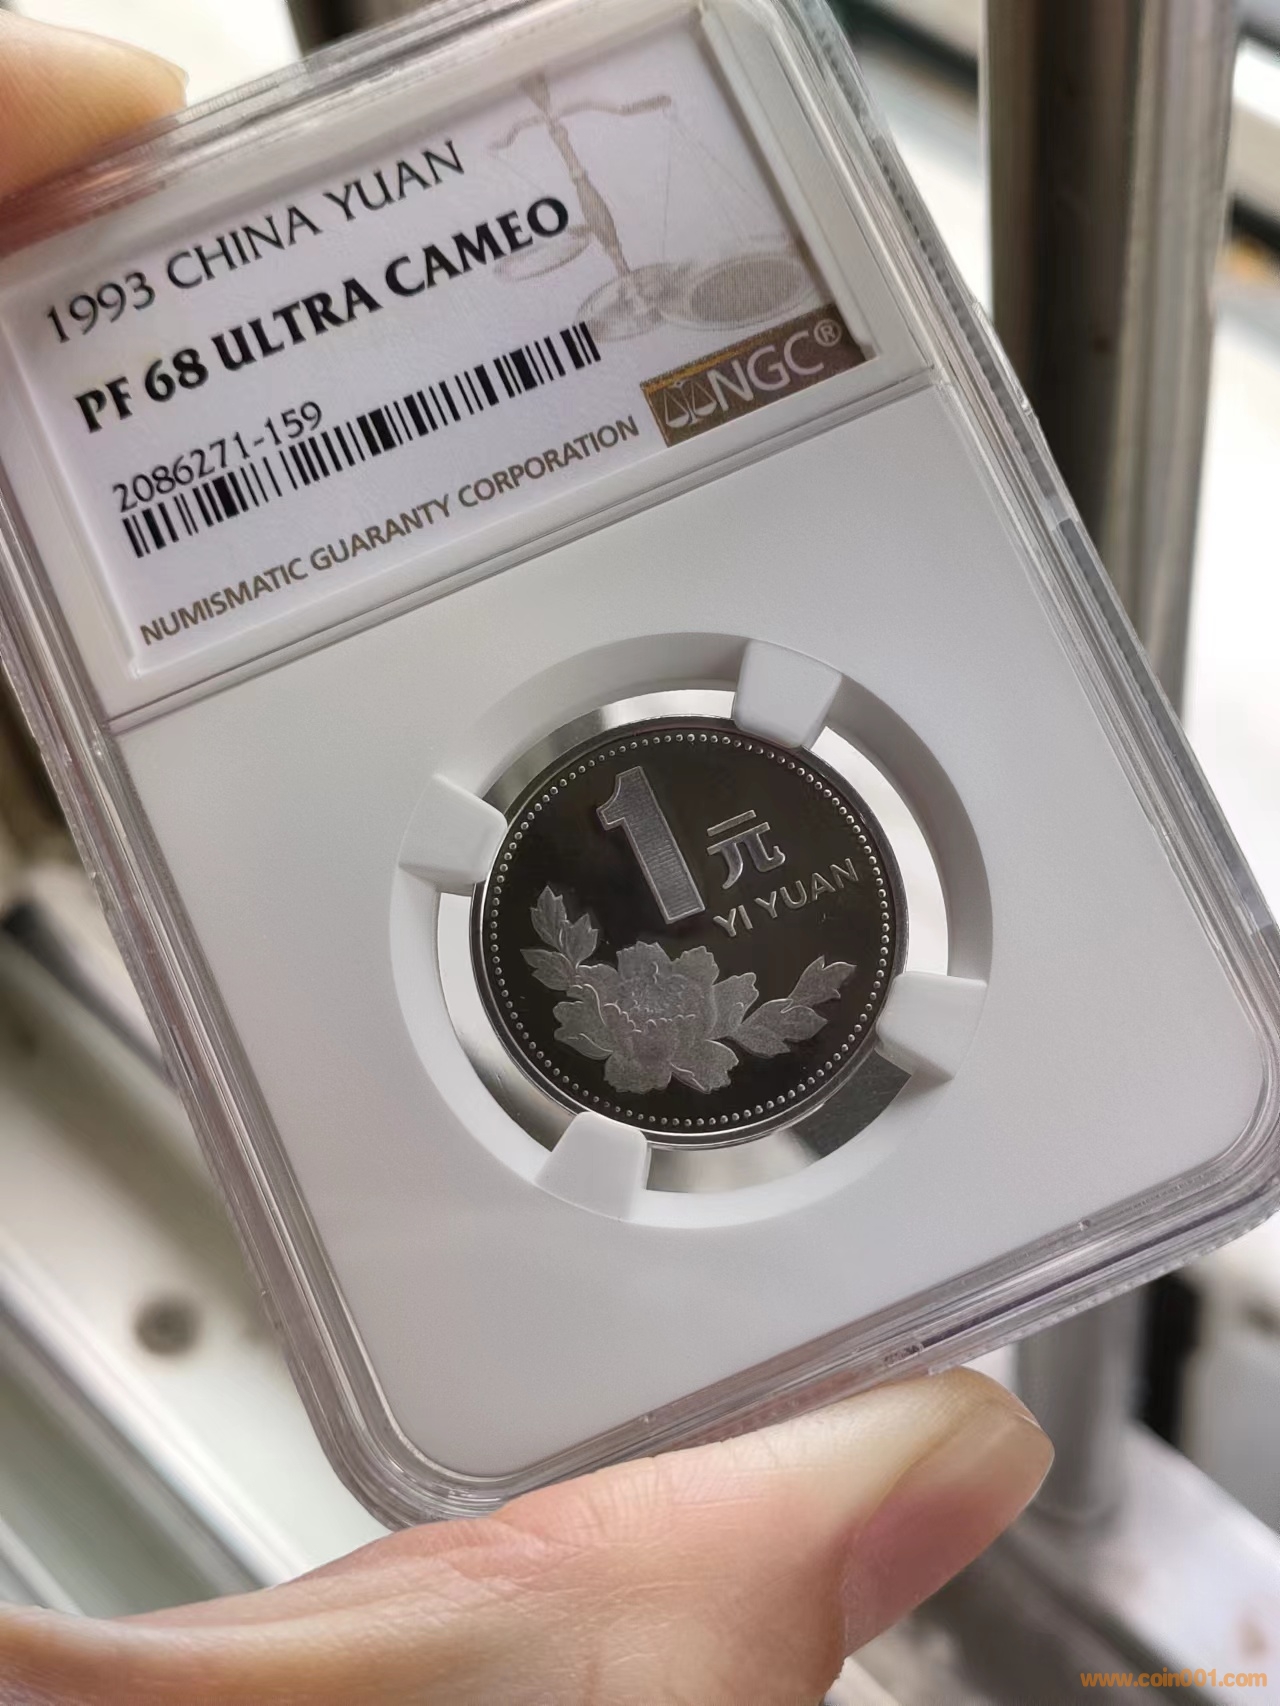 1993 CHINA YUAN
PF 68 ULTRA CAMEO
2086271-159
NGC®
NUMISMATIC GUARANTY CORPORATION
1 元
YI YUAN
www.coin001.com